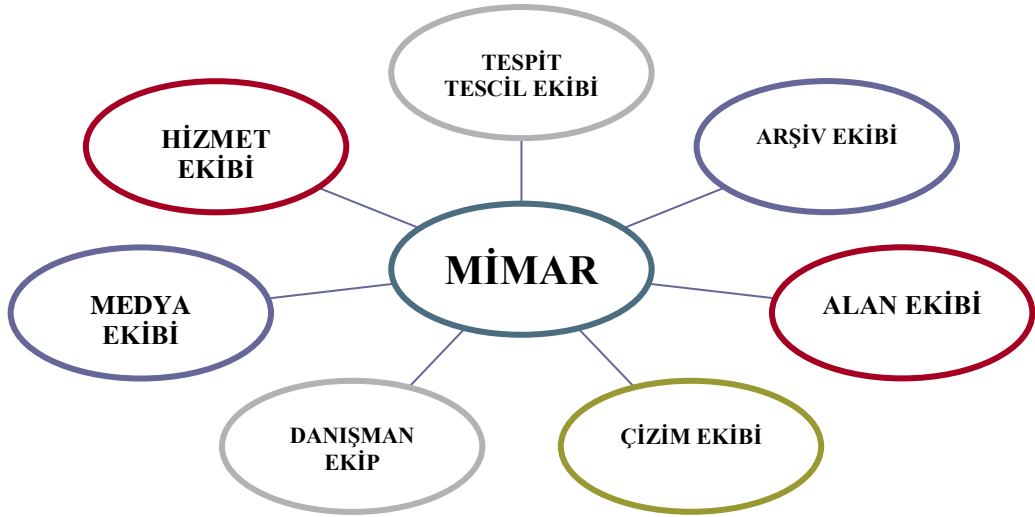 TESPİT
TESCİL EKİBİ
HİZMET
EKİBİ
ARŞİV EKİBİ
MİMAR
MEDYA
EKİBİ
ALAN EKİBİ
DANIŞMAN
EKİP
ÇİZİM EKİBİ